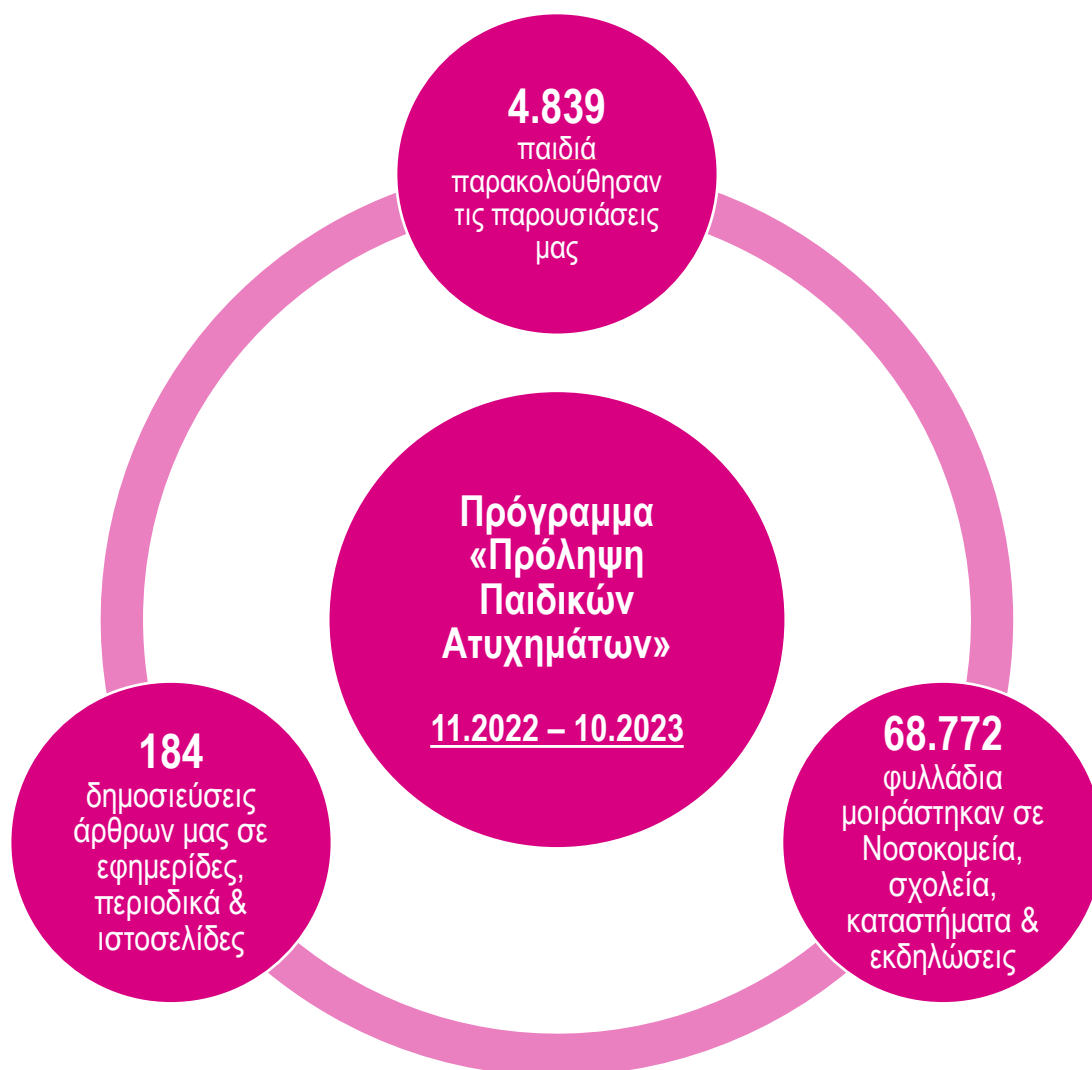 4.839
παιδιά
παρακολούθησαν
τις παρουσιάσεις
μας
Πρόγραμμα
«Πρόληψη
Παιδικών
Ατυχημάτων»
11.2022 – 10.2023
184
δημοσιεύσεις
άρθρων μας σε
εφημερίδες,
περιοδικά &
ιστοσελίδες
68.772
φυλλάδια
μοιράστηκαν σε
Νοσοκομεία,
σχολεία,
καταστήματα &
εκδηλώσεις